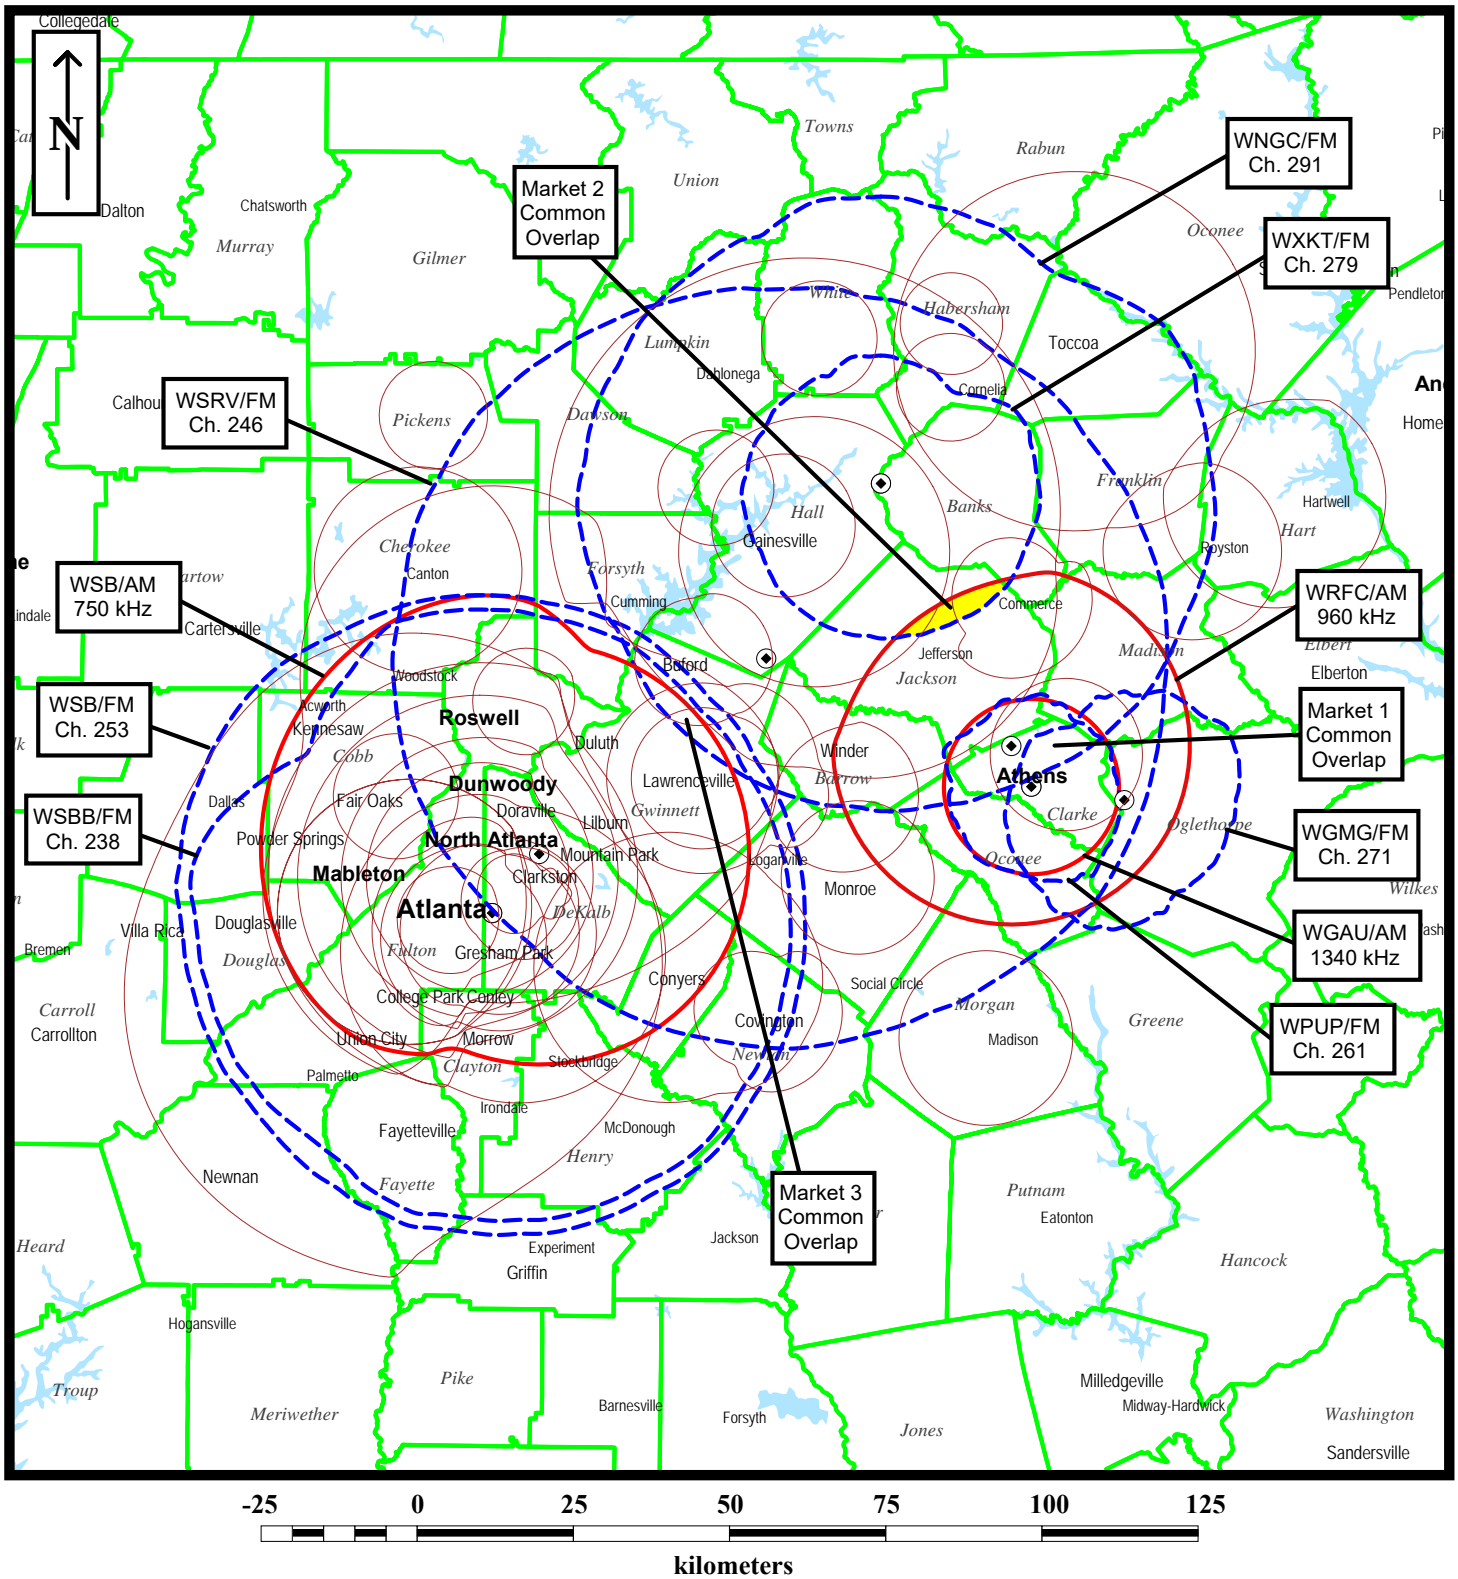 Collegedale
N
Dalton
Chatsworth
Murray
Gilmer
Union
Towns
Rabun
Oconee
Market 2
Common
Overlap
WNGC/FM
Ch. 291
WXKT/FM
Ch. 279
Pendleton
White
Habersham
Lumpkin
Dahlonega
Toccoa
Cornelia
WSRV/FM
Ch. 246
Calhou
Pickens
Dawson
Home
Franklin
Hartwell
Hart
Royston
Hall
Banks
Gainesville
Cherokee
Canton
Forsyth
Cumming
Commerce
WSB/AM
750 kHz
artow
indale
Cartersville
WRFC/AM
960 kHz
Elbert
Elberton
Madison
Jefferson
Jackson
Buford
Woodstock
Acworth
Kennesaw
Roswell
Cobb
Duluth
WSB/FM
Ch. 253
Market 1
Common
Overlap
Winder
Barrow
Athens
Clarke
Oconee
Oglethorpe
Lawrenceville
Gwinnett
Dunwoody
Doraville
Lilburn
Fair Oaks
Dallas
Powder Springs
North Atlanta
Mountain Park
Clarkston
Loganville
Monroe
WSBB/FM
Ch. 238
WGMG/FM
Ch. 271
Wilkes
Mableton
Atlanta
DeKalb
Douglasville
Villa Rica
Bremen
Douglas
Fulton
Gresham Park
Conyers
Social Circle
WGAU/AM
1340 kHz
College Park
Conley
Covington
Newton
Morgan
Madison
Greene
WPUP/FM
Ch. 261
Carroll
Carrollton
Union City
Morrow
Clayton
Stockbridge
Palmetto
Irondale
Fayetteville
McDonough
Henry
Newnan
Fayette
Market 3
Common
Overlap
Putnam
Eatonton
Jackson
Heard
Experiment
Griffin
Hancock
Hogansville
Troup
Pike
Meriwether
Barnesville
Forsyth
Jones
Milledgeville
Midway-Hardwick
Washington
Sandersville
-25 0 25 50 75 100 125
kilometers